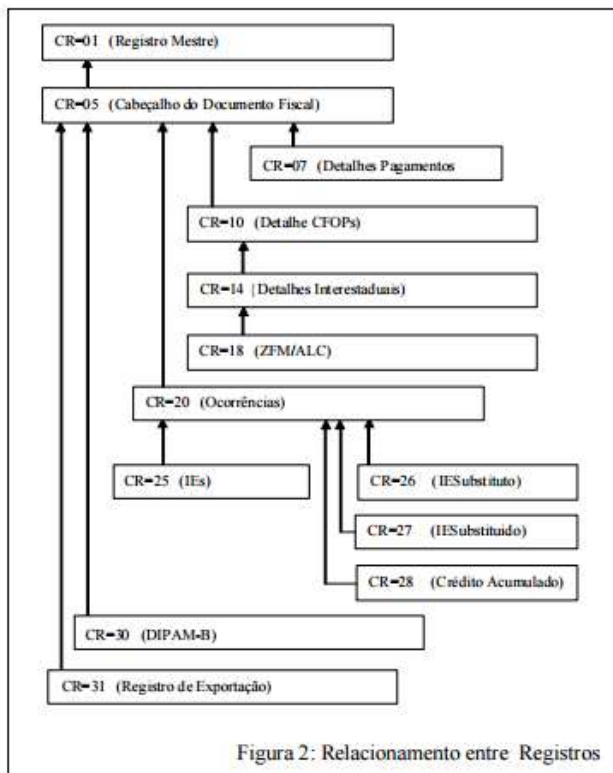 CR=01 (Registro Mestre)
CR=05 (Cabeçalho do Documento Fiscal)
CR=07 (Detalhes Pagamentos
CR=10 (Detalhe CFOPs)
CR=14 (Detalhes Interestaduais)
CR=18 (ZFM/ALC)
CR=20 (Ocorrências)
CR=25 (IEs)
CR=26 (IESubstituto)
CR=27 (IESubstituido)
CR=28 (Crédito Acumulado)
CR=30 (DIPAM-B)
CR=31 (Registro de Exportação)
Figura 2: Relacionamento entre Registros